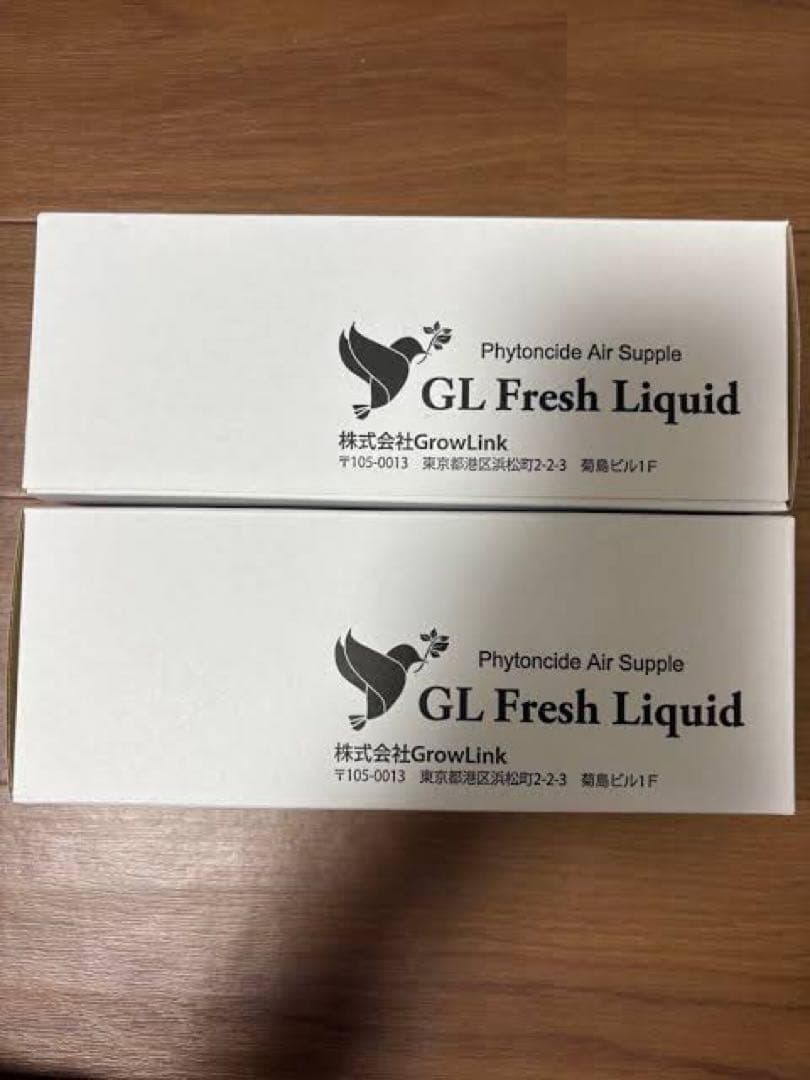 Phytoncide Air Supple
GL Fresh Liquid
株式会社GrowLink
〒105-0013 東京都港区浜松町2-2-3 菊島ビル1F
Phytoncide Air Supple
GL Fresh Liquid
株式会社GrowLink
〒105-0013 東京都港区浜松町2-2-3 菊島ビル1F